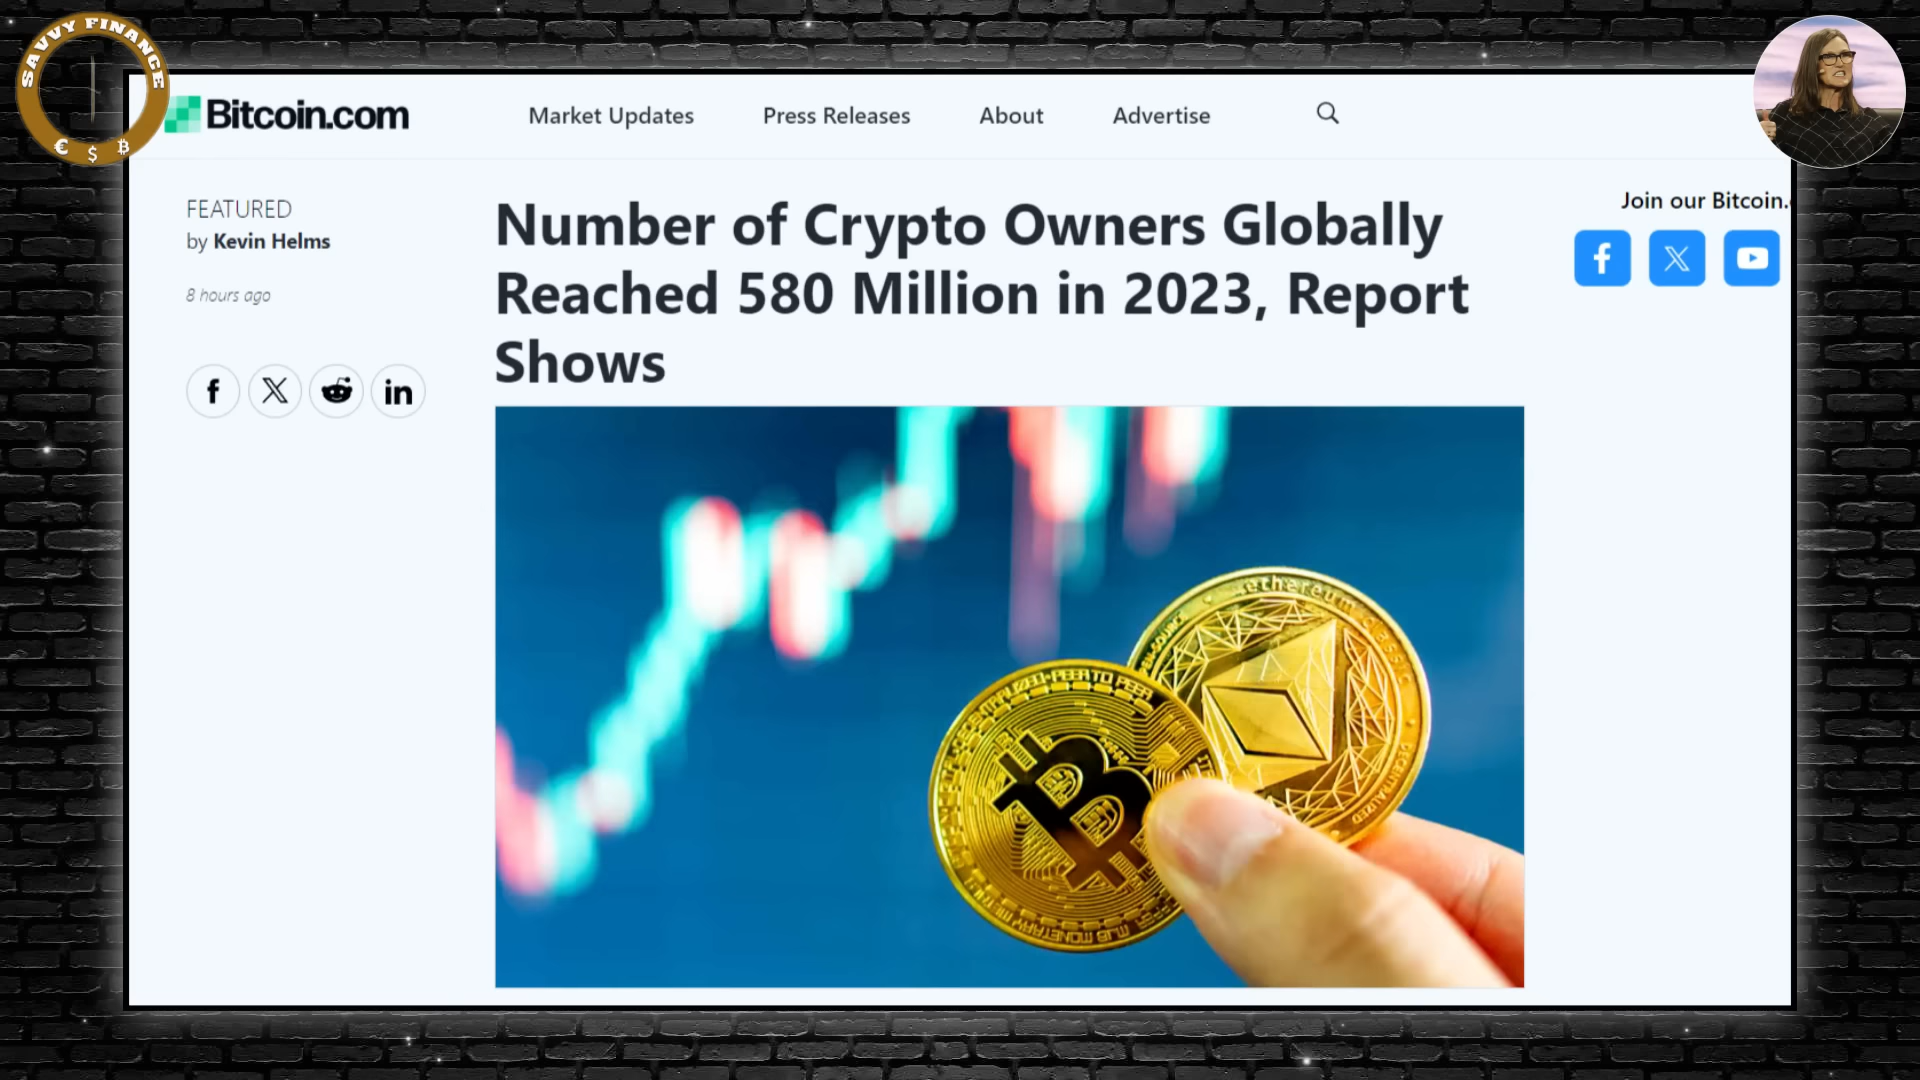 SAVVY FINANCE
€ $ ₿
Bitcoin.com
Market Updates
Press Releases
About
Advertise
FEATURED
by Kevin Helms
8 hours ago
Number of Crypto Owners Globally
Reached 580 Million in 2023, Report
Shows
Join our Bitcoin.
ethereum classic
DECENTRALIZED
PEER TO PEER